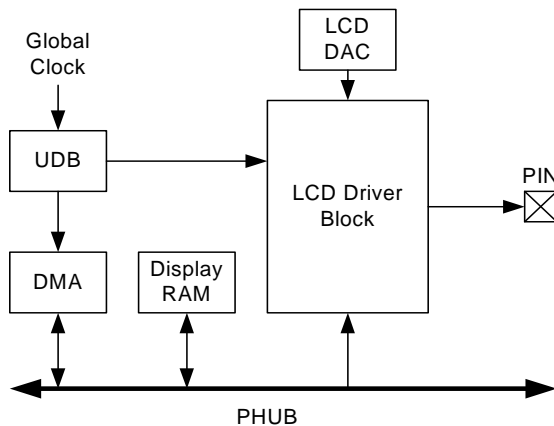 Global
Clock
LCD
DAC
UDB
LCD Driver
Block
PIN
DMA
Display
RAM
PHUB